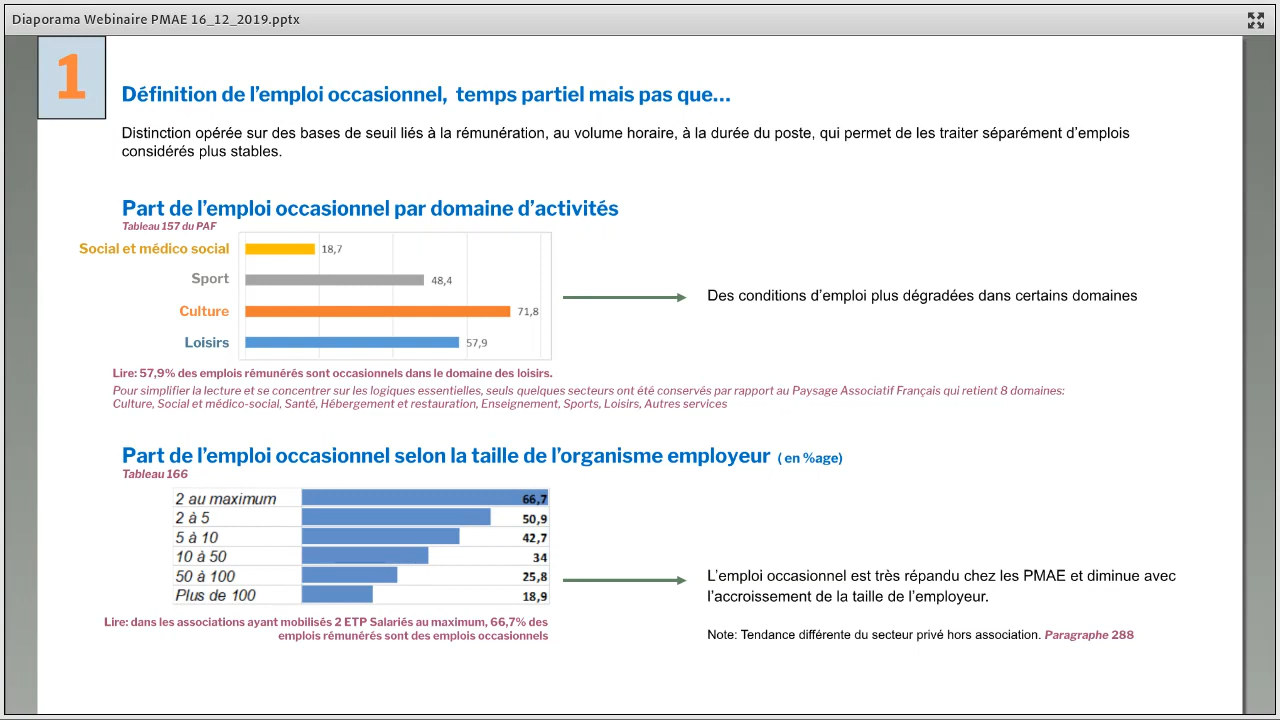 Diaporama Webinaire PMAE 16_12_2019.pptx
1
Définition de l'emploi occasionnel, temps partiel mais pas que…
Distinction opérée sur des bases de seuil liés à la rémunération, au volume horaire, à la durée du poste, qui permet de les traiter séparément d'emplois
considérés plus stables.
Part de l'emploi occasionnel par domaine d'activités
Tableau 157 du PAF
Social et médico social 18,7
Sport 48,4
Culture 71,8
Loisirs 57,9
Des conditions d'emploi plus dégradées dans certains domaines
Lire: 57,9% des emplois rémunérés sont occasionnels dans le domaine des loisirs.
Pour simplifier la lecture et se concentrer sur les logiques essentielles, seuls quelques secteurs ont été conservés par rapport au Paysage Associatif Français qui retient 8 domaines:
Culture, Social et médico-social, Santé, Hébergement et restauration, Enseignement, Sports, Loisirs, Autres services
Part de l'emploi occasionnel selon la taille de l'organisme employeur ( en %age)
Tableau 166
2 au maximum 66,7
2 à 5 50,9
5 à 10 42,7
10 à 50 34
50 à 100 25,8
Plus de 100 18,9
L'emploi occasionnel est très répandu chez les PMAE et diminue avec
l'accroissement de la taille de l'employeur.
Lire: dans les associations ayant mobilisés 2 ETP Salariés au maximum, 66,7% des
emplois rémunérés sont des emplois occasionnels
Note: Tendance différente du secteur privé hors association. Paragraphe 288